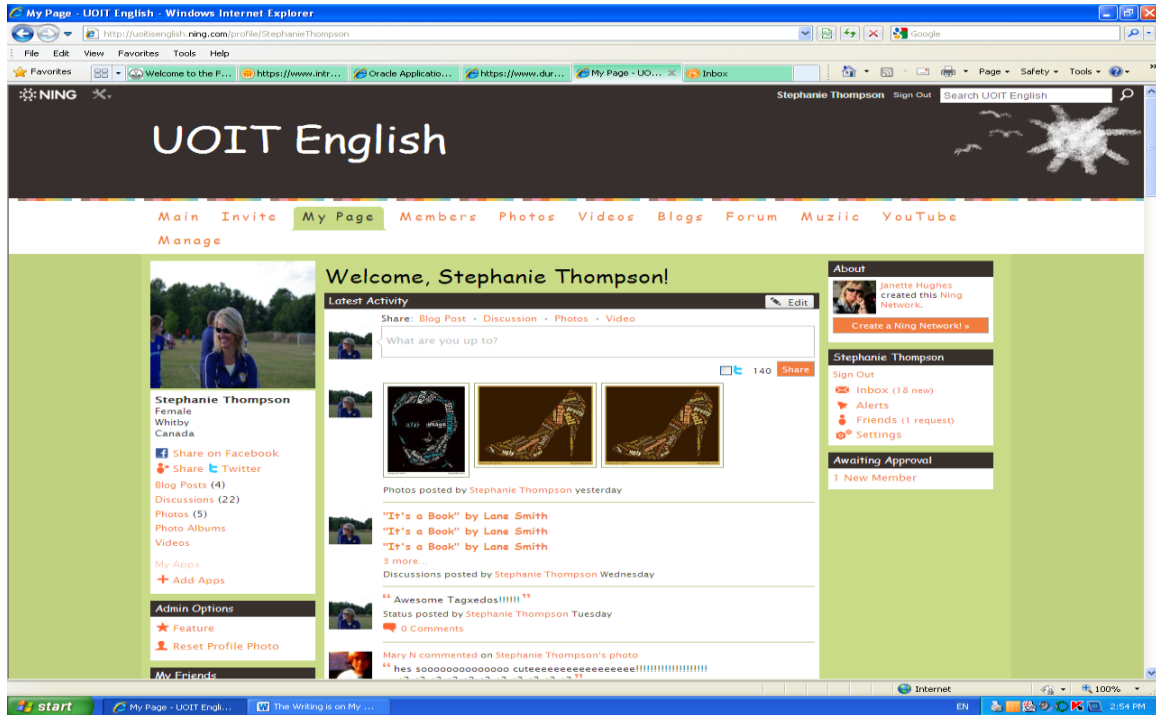 My Page - UOIT English - Windows Internet Explorer
http://uoitisenglish.ning.com/profile/StephanieThompson
Google
File Edit View Favorites Tools Help
Favorites
Welcome to the F...
https://www.intr...
Oracle Applicatio...
https://www.dur...
My Page - UO...
Inbox
Page
Safety
Tools
NING
Stephanie Thompson Sign Out Search UOIT English
UOIT English
Main Invite My Page Members Photos Videos Blogs Forum Muziic YouTube
Manage
Stephanie Thompson
Female
Whitby
Canada
Share on Facebook
Share Twitter
Blog Posts (4)
Discussions (22)
Photos (5)
Photo Albums
Videos
My Apps
Add Apps
Admin Options
Feature
Reset Profile Photo
My Friends
Welcome, Stephanie Thompson!
Latest Activity Edit
Share: Blog Post - Discussion - Photos - Video
What are you up to?
140 Share
Photos posted by Stephanie Thompson yesterday
"It's a Book" by Lane Smith
"It's a Book" by Lane Smith
"It's a Book" by Lane Smith
3 more...
Discussions posted by Stephanie Thompson Wednesday
" Awesome Tagxedos!!!!!! "
Status posted by Stephanie Thompson Tuesday
0 Comments
Mary N commented on Stephanie Thompson's photo
About
Janette Hughes
created this Ning
Network.
Create a Ning Network! »
Stephanie Thompson
Sign Out
Inbox (18 new)
Alerts
Friends (1 request)
Settings
Awaiting Approval
1 New Member
Internet
100%
start
My Page - UOIT Engli...
The Writing is on My ...
EN
2:54 PM